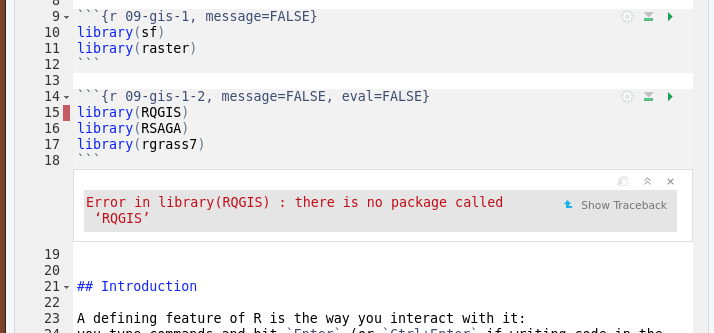 8
9 ```{r 09-gis-1, message=FALSE}
10 library(sf)
11 library(raster)
12 ```
13
14 ```{r 09-gis-1-2, message=FALSE, eval=FALSE}
15 library(RQGIS)
16 library(RSAGA)
17 library(rgrass7)
18 ```
Error in library(RQGIS) : there is no package called
‘RQGIS’
Show Traceback
19
20
21 ## Introduction
22
23 A defining feature of R is the way you interact with it:
24 you type commands and hit `Enter` (or `Ctrl+Enter` if writing code in the